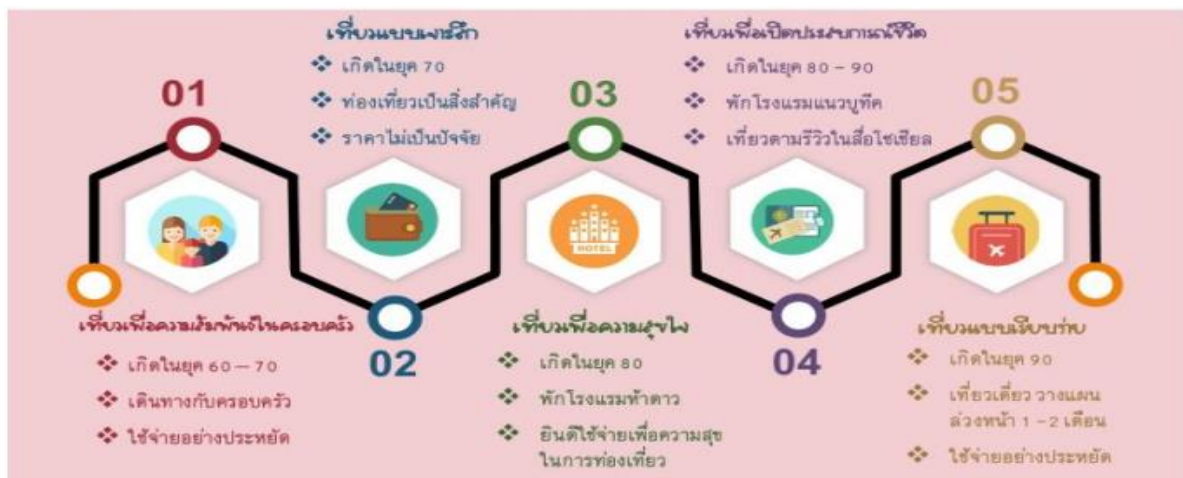 01
เที่ยวเพื่อความสัมพันธ์ในครอบครัว
❖ เกิดในยุค 60 – 70
❖ เดินทางกับครอบครัว
❖ ใช้จ่ายอย่างประหยัด
เที่ยวแบบเจาะลึก
❖ เกิดในยุค 70
❖ ท่องเที่ยวเป็นสิ่งสำคัญ
❖ ราคาไม่เป็นปัจจัย
02
03
HOTEL
เที่ยวเพื่อความสุขใจ
❖ เกิดในยุค 80
❖ พักโรงแรมห้าดาว
❖ ยินดีใช้จ่ายเพื่อความสุข
ในการท่องเที่ยว
เที่ยวเพื่อเปิดประสบการณ์ชีวิต
❖ เกิดในยุค 80 – 90
❖ พักโรงแรมแนวบูทีค
❖ เที่ยวตามรีวิวในสื่อโซเชียล
04
05
เที่ยวแบบเรียบง่าย
❖ เกิดในยุค 90
❖ เที่ยวเดี่ยว วางแผน
ล่วงหน้า 1 – 2 เดือน
❖ ใช้จ่ายอย่างประหยัด